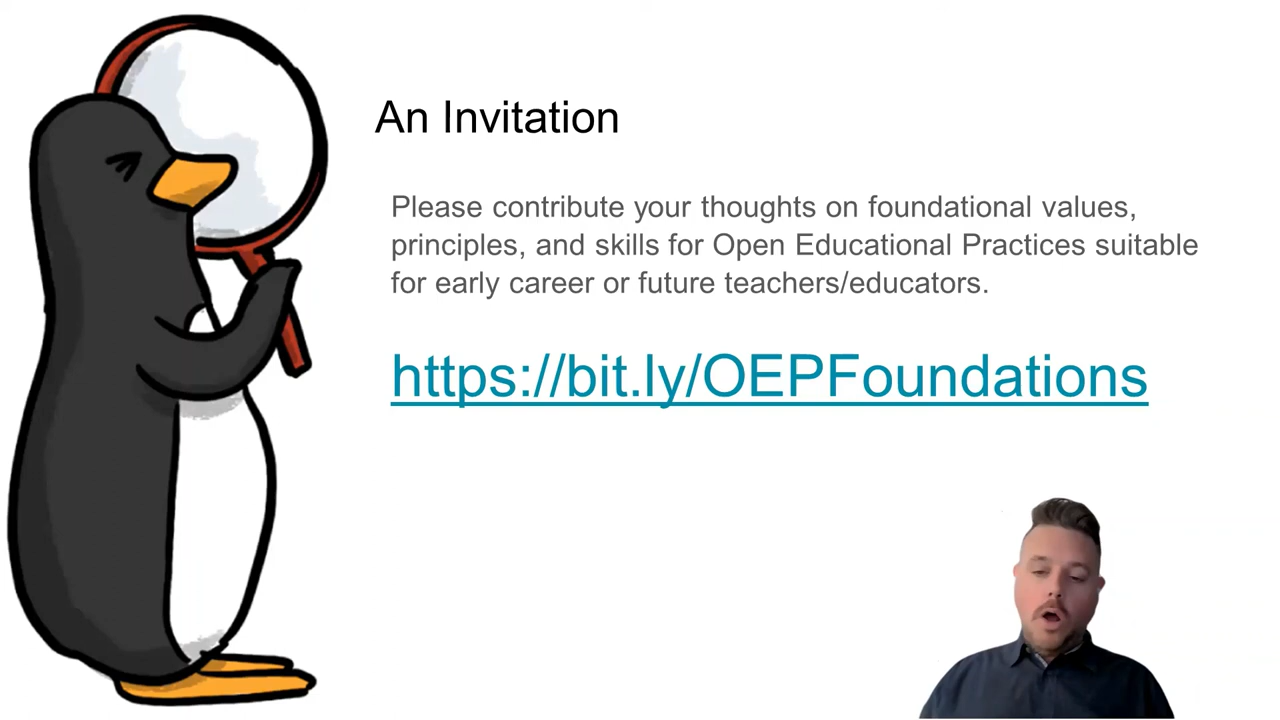 An Invitation
Please contribute your thoughts on foundational values,
principles, and skills for Open Educational Practices suitable
for early career or future teachers/educators.
https://bit.ly/OEPFoundations